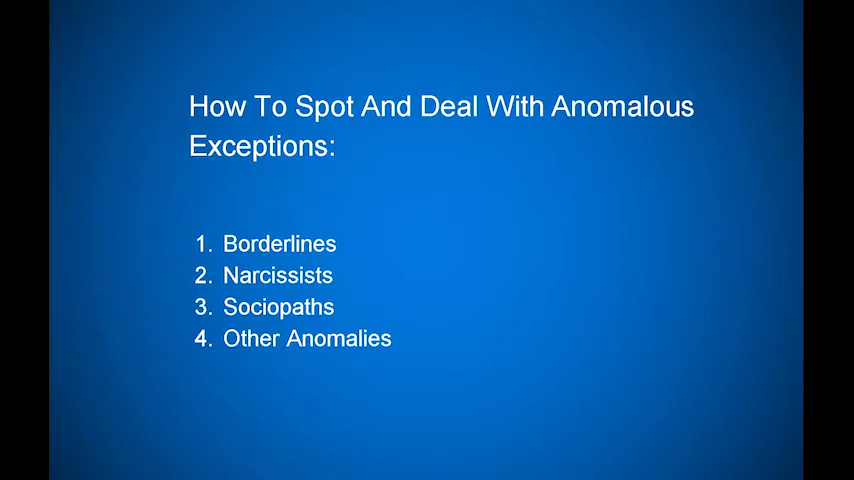 How To Spot And Deal With Anomalous
Exceptions:
1. Borderlines
2. Narcissists
3. Sociopaths
4. Other Anomalies